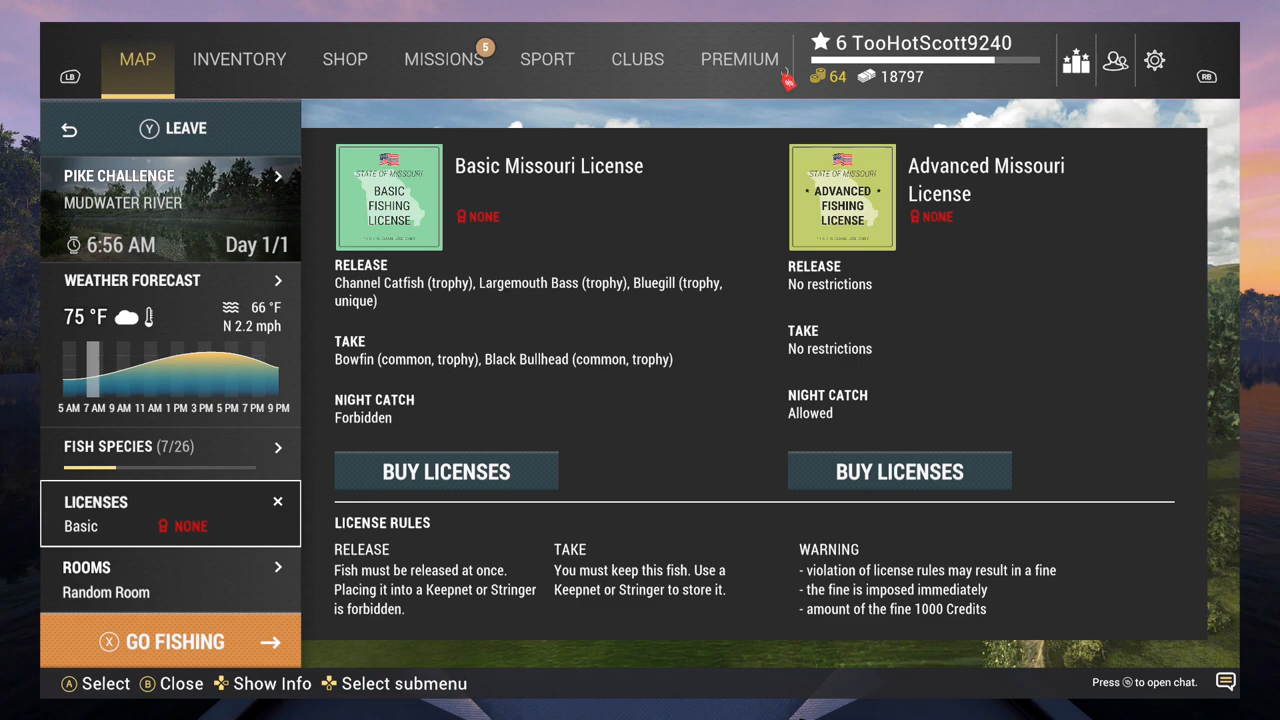 LB
MAP
INVENTORY
SHOP
MISSIONS
5
SPORT
CLUBS
PREMIUM
%
6 TooHotScott9240
64
18797
RB
Y LEAVE
PIKE CHALLENGE
MUDWATER RIVER
6:56 AM
Day 1/1
WEATHER FORECAST
75 °F
66 °F
N 2.2 mph
5 AM 7 AM 9 AM 11 AM 1 PM 3 PM 5 PM 7 PM 9 PM
FISH SPECIES (7/26)
LICENSES
Basic
NONE
ROOMS
Random Room
X GO FISHING
STATE OF MISSOURI
BASIC
FISHING
LICENSE
Basic Missouri License
NONE
RELEASE
Channel Catfish (trophy), Largemouth Bass (trophy), Bluegill (trophy,
unique)
TAKE
Bowfin (common, trophy), Black Bullhead (common, trophy)
NIGHT CATCH
Forbidden
BUY LICENSES
STATE OF MISSOURI
ADVANCED
FISHING
LICENSE
Advanced Missouri
License
NONE
RELEASE
No restrictions
TAKE
No restrictions
NIGHT CATCH
Allowed
BUY LICENSES
LICENSE RULES
RELEASE
Fish must be released at once.
Placing it into a Keepnet or Stringer
is forbidden.
TAKE
You must keep this fish. Use a
Keepnet or Stringer to store it.
WARNING
- violation of license rules may result in a fine
- the fine is imposed immediately
- amount of the fine 1000 Credits
A Select
B Close
Show Info
Select submenu
Press to open chat.